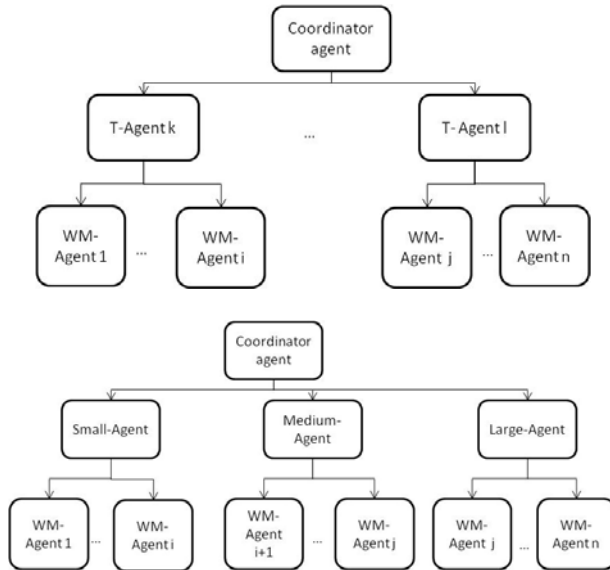 Coordinator
agent
T-Agent k
...
T- Agent l
WM-
Agent 1
...
WM-
Agent i
WM-
Agent j
...
WM-
Agent n
Coordinator
agent
Small-Agent
Medium-
Agent
Large-Agent
WM-
Agent 1
...
WM-
Agent i
WM-
Agent
i+1
...
WM-
Agent j
WM-
Agent j
...
WM-
Agent n